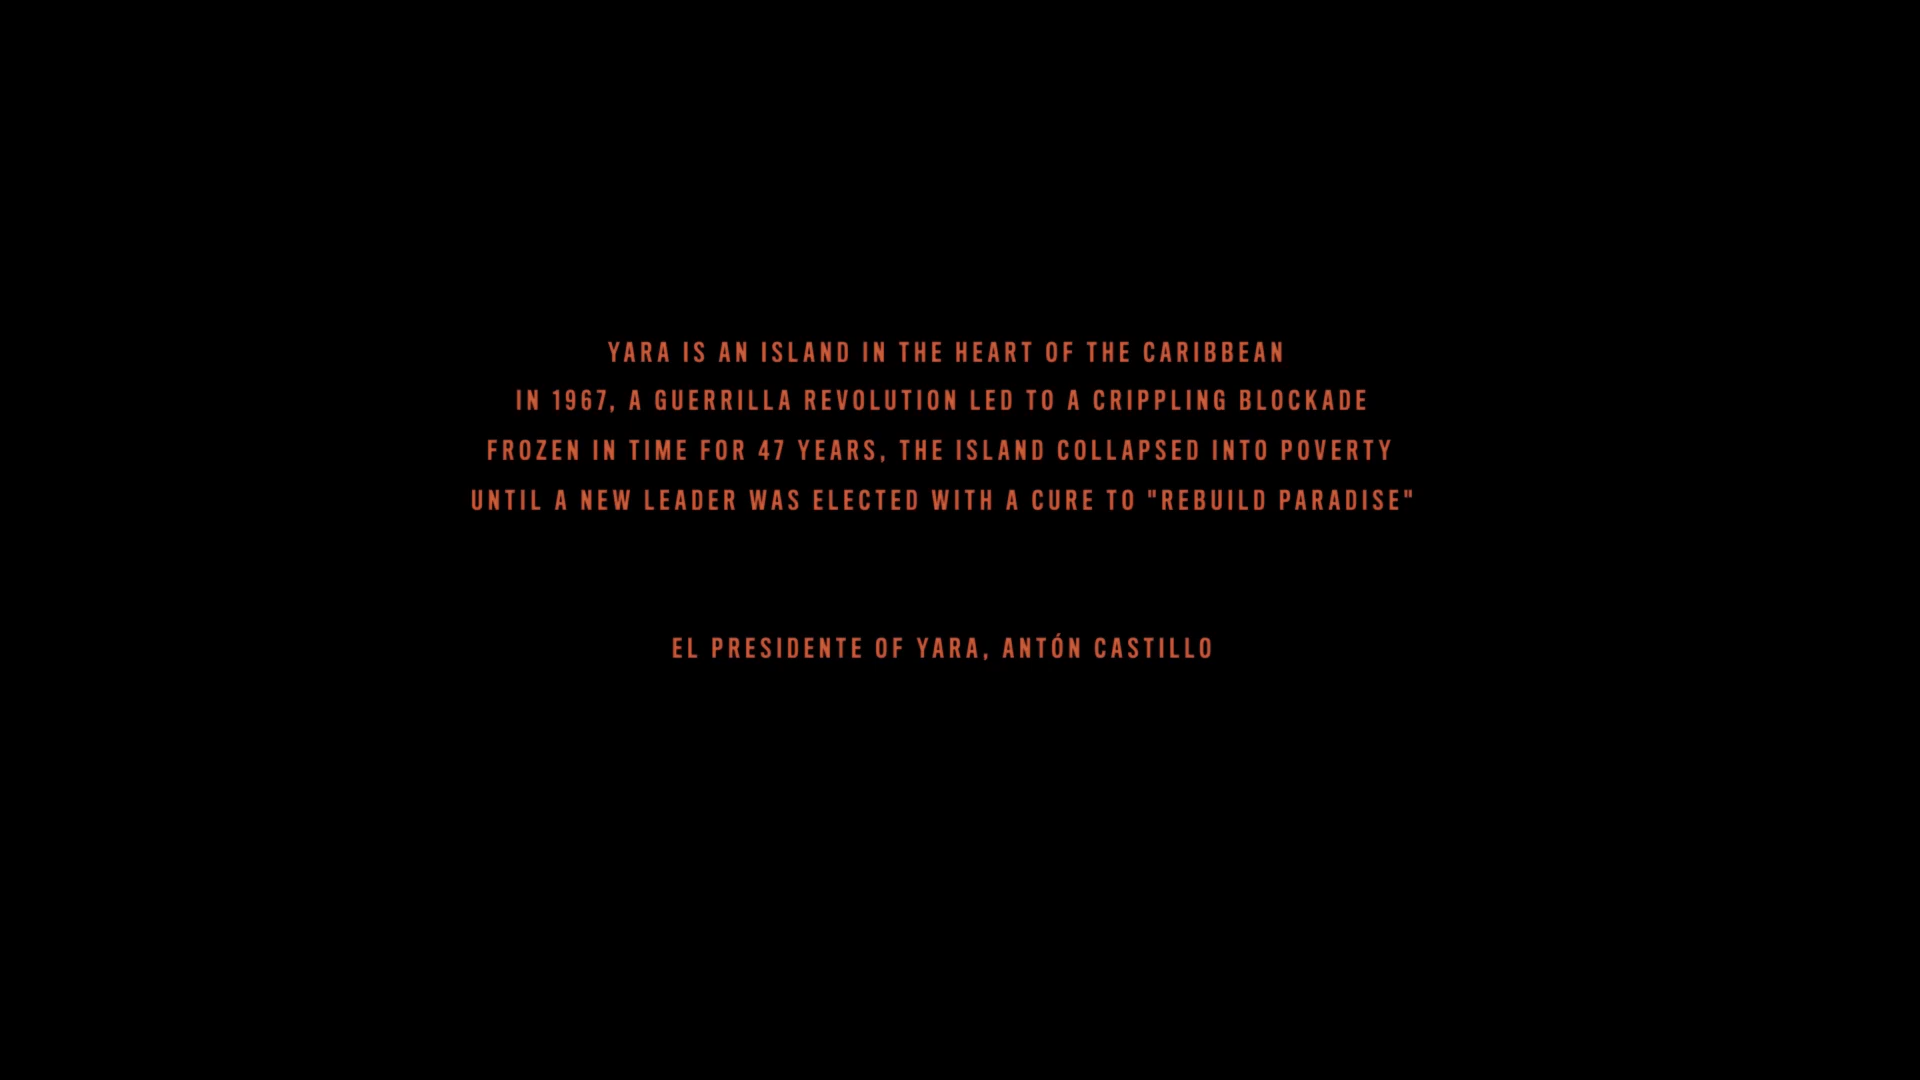 YARA IS AN ISLAND IN THE HEART OF THE CARIBBEAN
IN 1967, A GUERRILLA REVOLUTION LED TO A CRIPPLING BLOCKADE
FROZEN IN TIME FOR 47 YEARS, THE ISLAND COLLAPSED INTO POVERTY
UNTIL A NEW LEADER WAS ELECTED WITH A CURE TO "REBUILD PARADISE"
EL PRESIDENTE OF YARA, ANTÓN CASTILLO